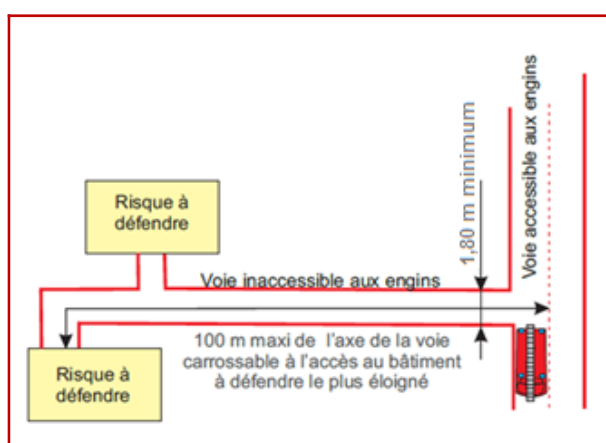 Risque à
défendre
Voie inaccessible aux engins
1,80 m minimum
Voie accessible aux engins
100 m maxi de l'axe de la voie
carrossable à l'accès au bâtiment
à défendre le plus éloigné
Risque à
défendre